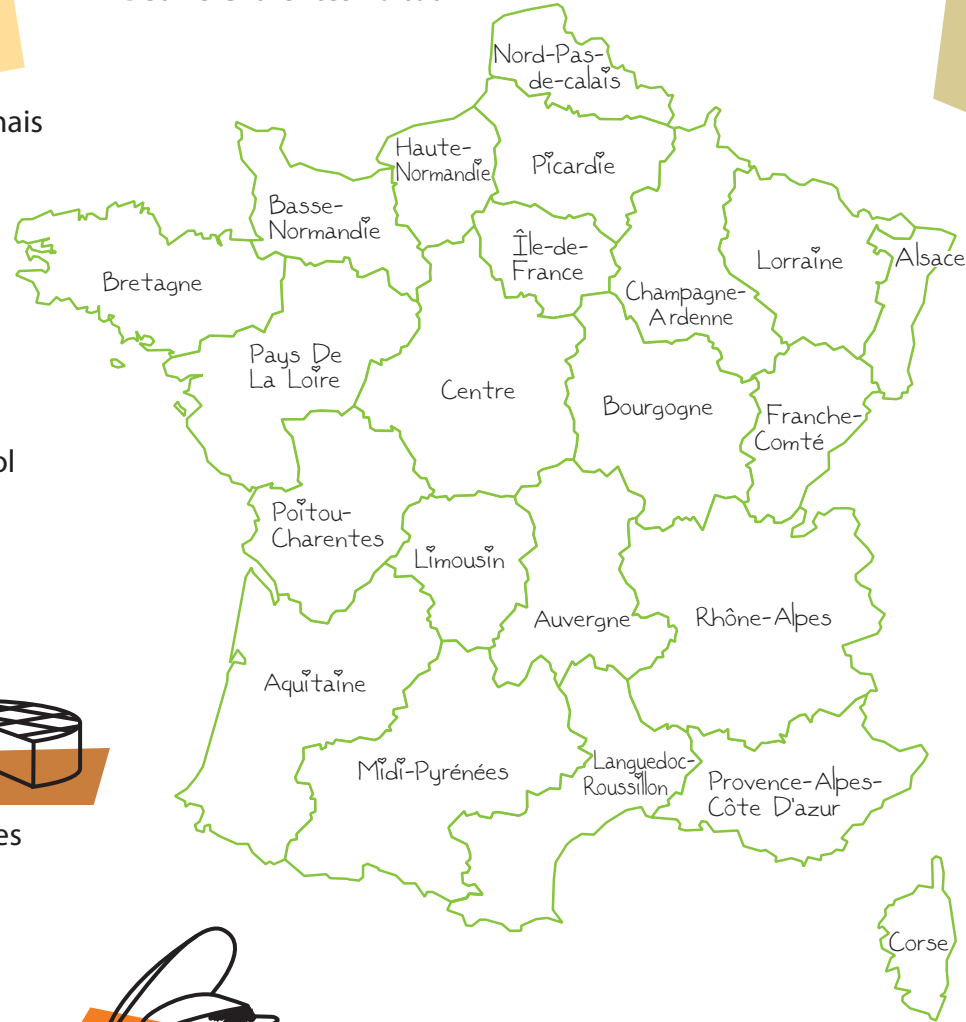 Nord-Pas-
de-calais
nais
Haute-
Normandie
Picardie
Basse-
Normandie
Île-de-
France
Lorraine
Alsace
Bretagne
Champagne-
Ardenne
Pays De
La Loire
Centre
Bourgogne
Franche-
Comté
ol
Poitou-
Charentes
Limousin
Auvergne
Rhône-Alpes
Aquitaine
Midi-Pyrénées
Languedoc-
Roussillon
Provence-Alpes-
Côte D'azur
es
Corse